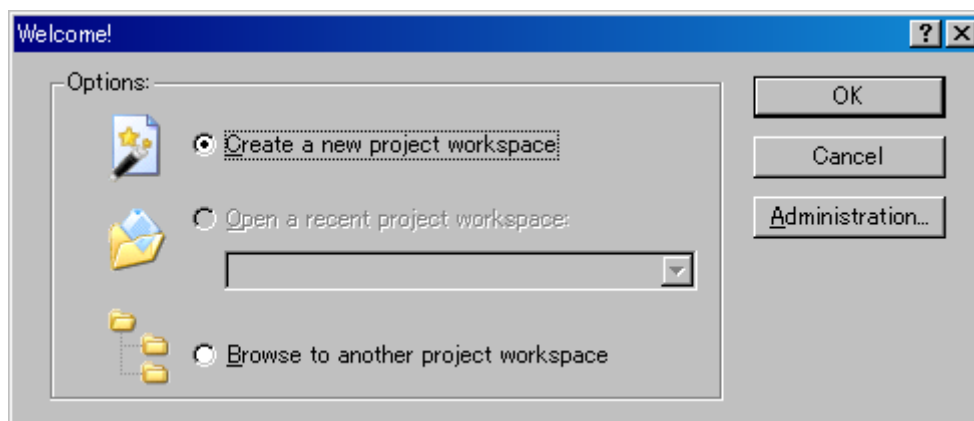 Welcome!
Options:
Create a new project workspace
Open a recent project workspace:
Browse to another project workspace
OK
Cancel
Administration...